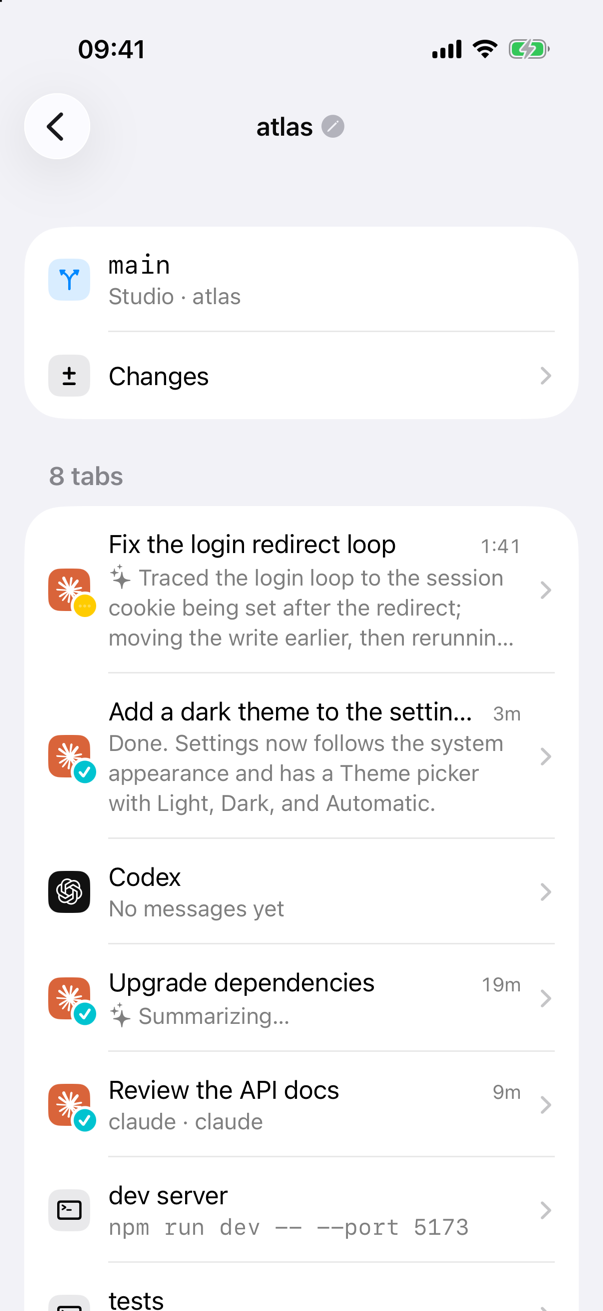 09:41
atlas
main
Studio · atlas
± Changes
8 tabs
Fix the login redirect loop 1:41
Traced the login loop to the session
cookie being set after the redirect;
moving the write earlier, then rerunnin...
Add a dark theme to the settin... 3m
Done. Settings now follows the system
appearance and has a Theme picker
with Light, Dark, and Automatic.
Codex
No messages yet
Upgrade dependencies 19m
Summarizing...
Review the API docs 9m
claude · claude
dev server
npm run dev -- --port 5173
tests